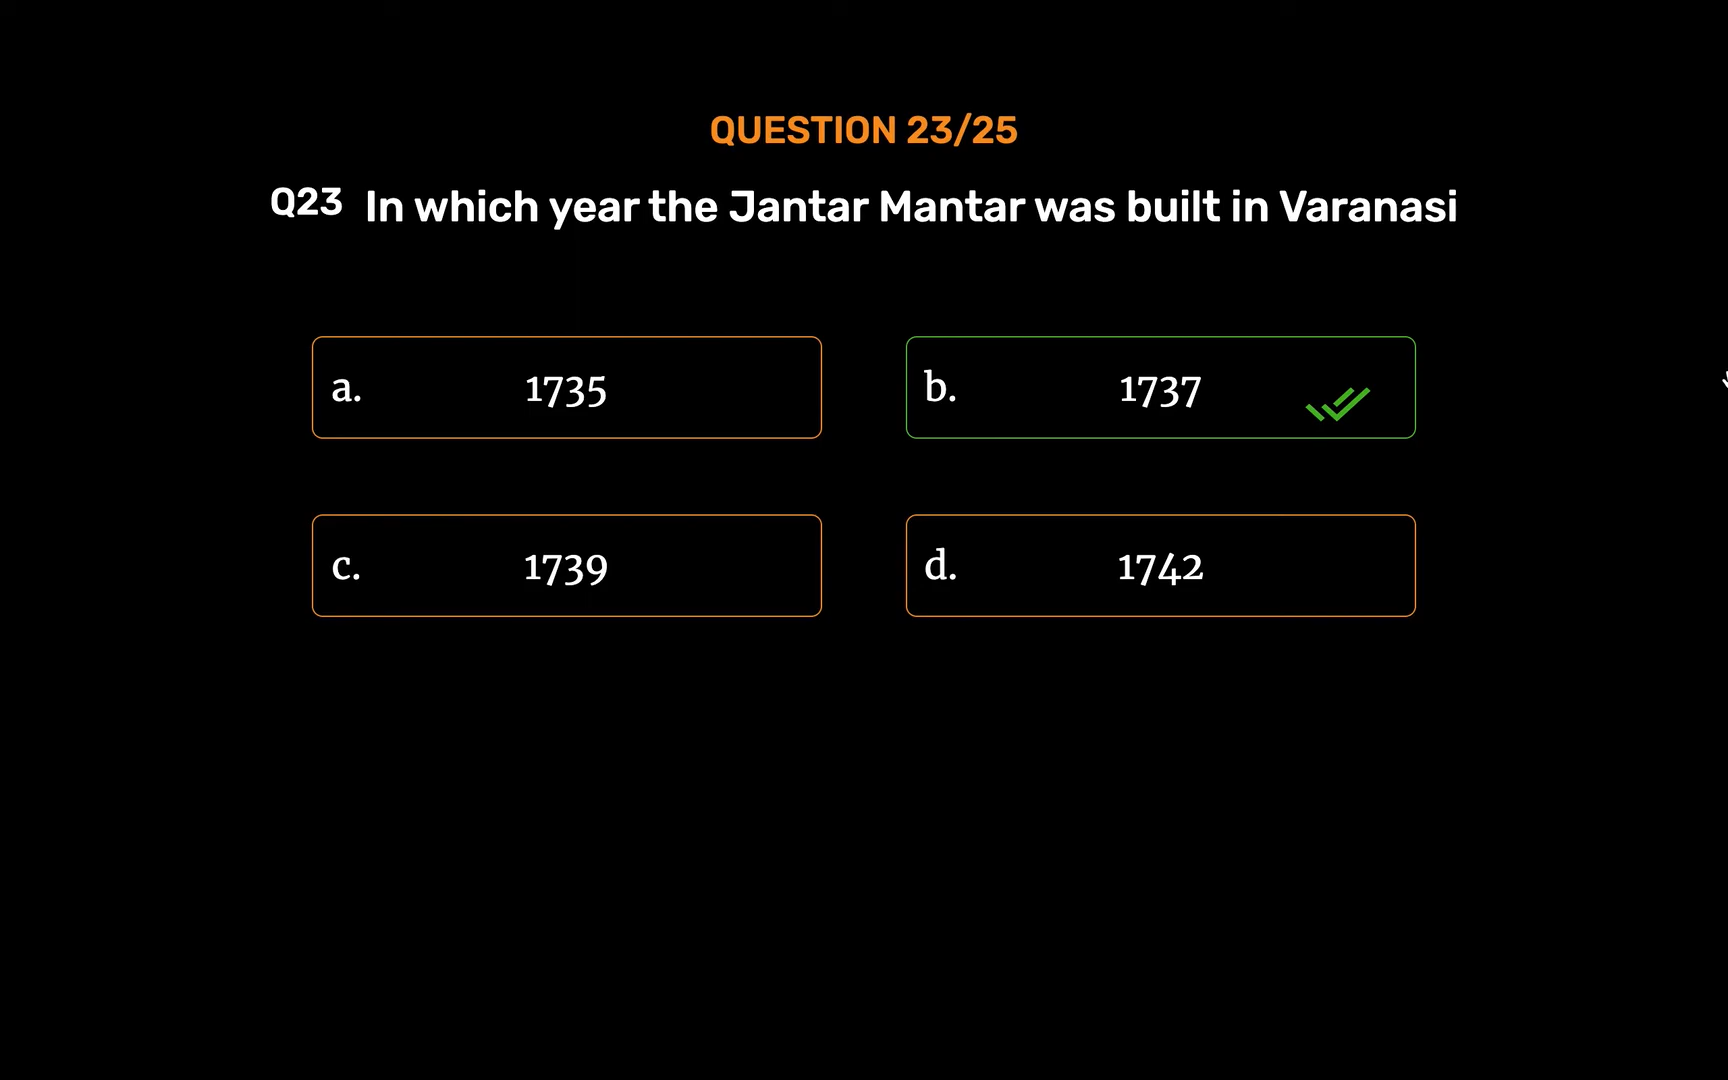 QUESTION 23/25
Q23 In which year the Jantar Mantar was built in Varanasi
a. 1735
b. 1737
c. 1739
d. 1742